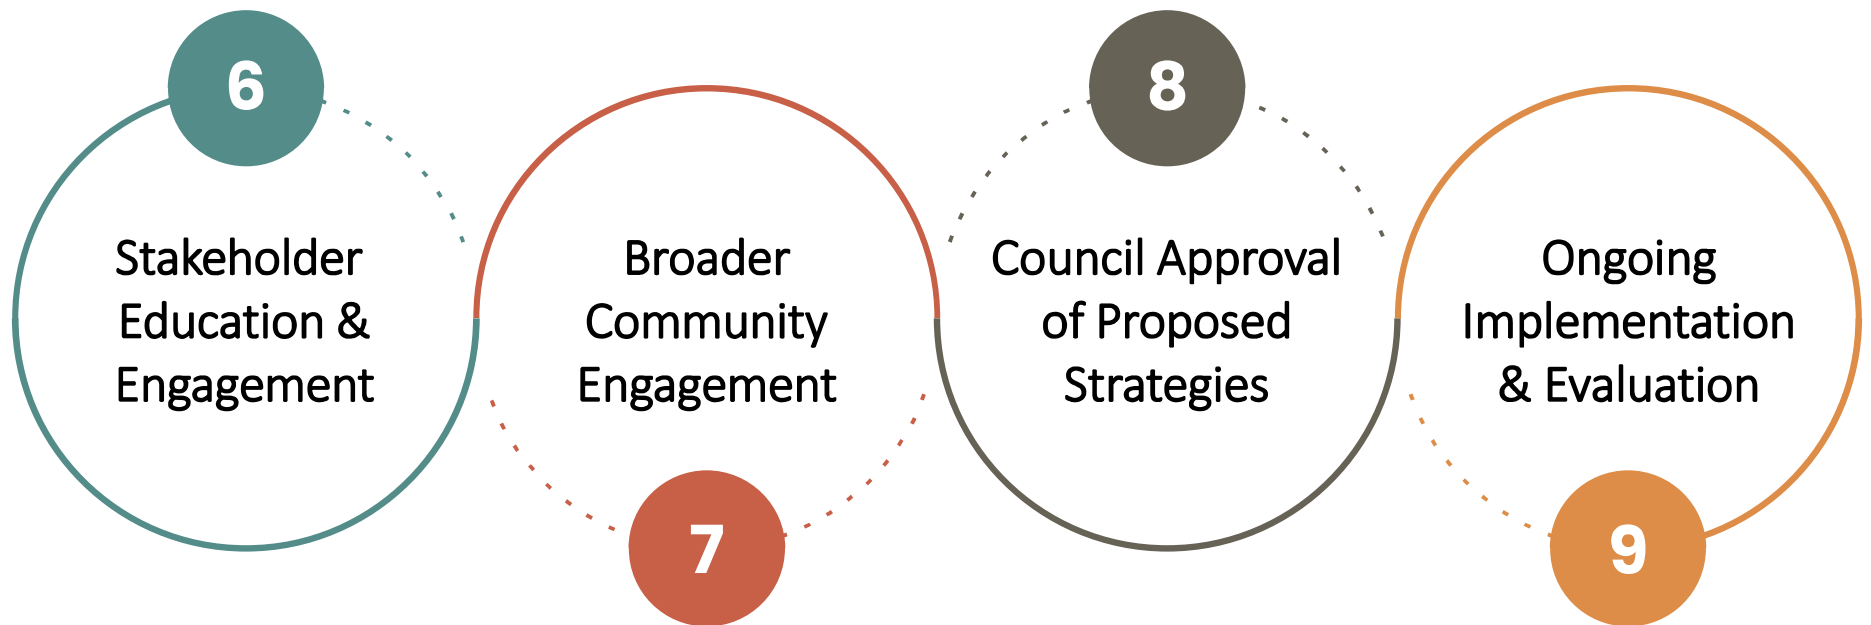 6
Stakeholder
Education &
Engagement
Broader
Community
Engagement
7
8
Council Approval
of Proposed
Strategies
Ongoing
Implementation
& Evaluation
9